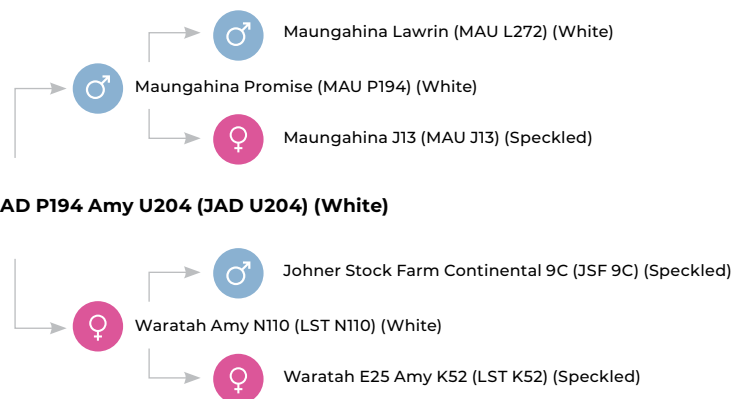 Maungahina Lawrin (MAU L272) (White)
Maungahina Promise (MAU P194) (White)
Maungahina J13 (MAU J13) (Speckled)
AD P194 Amy U204 (JAD U204) (White)
Johner Stock Farm Continental 9C (JSF 9C) (Speckled)
Waratah Amy N110 (LST N110) (White)
Waratah E25 Amy K52 (LST K52) (Speckled)